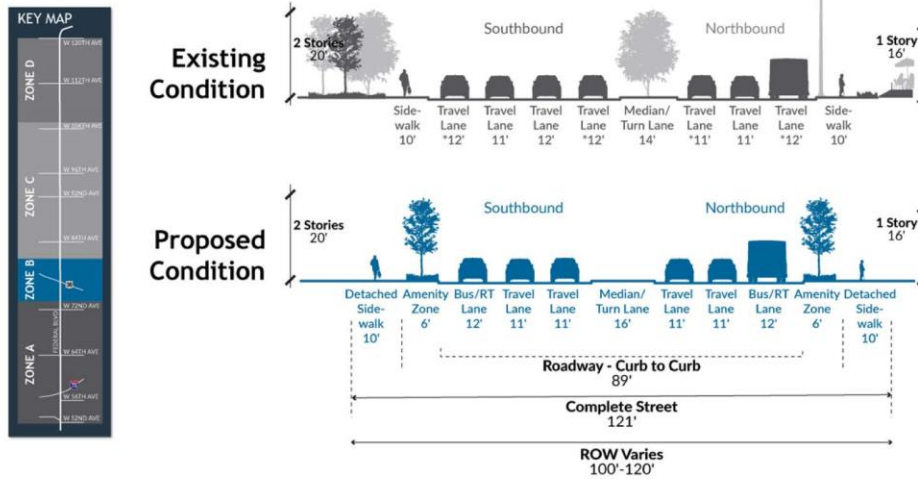 KEY MAP
W 120TH AVE
ZONE D
W 112TH AVE
W 104TH AVE
ZONE C
W 96TH AVE
W 92ND AVE
W 84TH AVE
ZONE B
W 72ND AVE
FEDERAL BLVD
ZONE A
W 64TH AVE
W 56TH AVE
W 52ND AVE
Existing
Condition
2 Stories
20'
Southbound
Northbound
1 Story
16'
Side-
walk
10'
Travel
Lane
*12'
Travel
Lane
11'
Travel
Lane
12'
Travel
Lane
*12'
Median/
Turn Lane
14'
Travel
Lane
*11'
Travel
Lane
11'
Travel
Lane
*12'
Side-
walk
10'
Proposed
Condition
2 Stories
20'
Southbound
Northbound
1 Story
16'
Detached
Side-
walk
10'
Amenity
Zone
6'
Bus/RT
Lane
12'
Travel
Lane
11'
Travel
Lane
11'
Median/
Turn Lane
16'
Travel
Lane
11'
Travel
Lane
11'
Bus/RT
Lane
12'
Amenity
Zone
6'
Detached
Side-
walk
10'
Roadway - Curb to Curb
89'
Complete Street
121'
ROW Varies
100'-120'